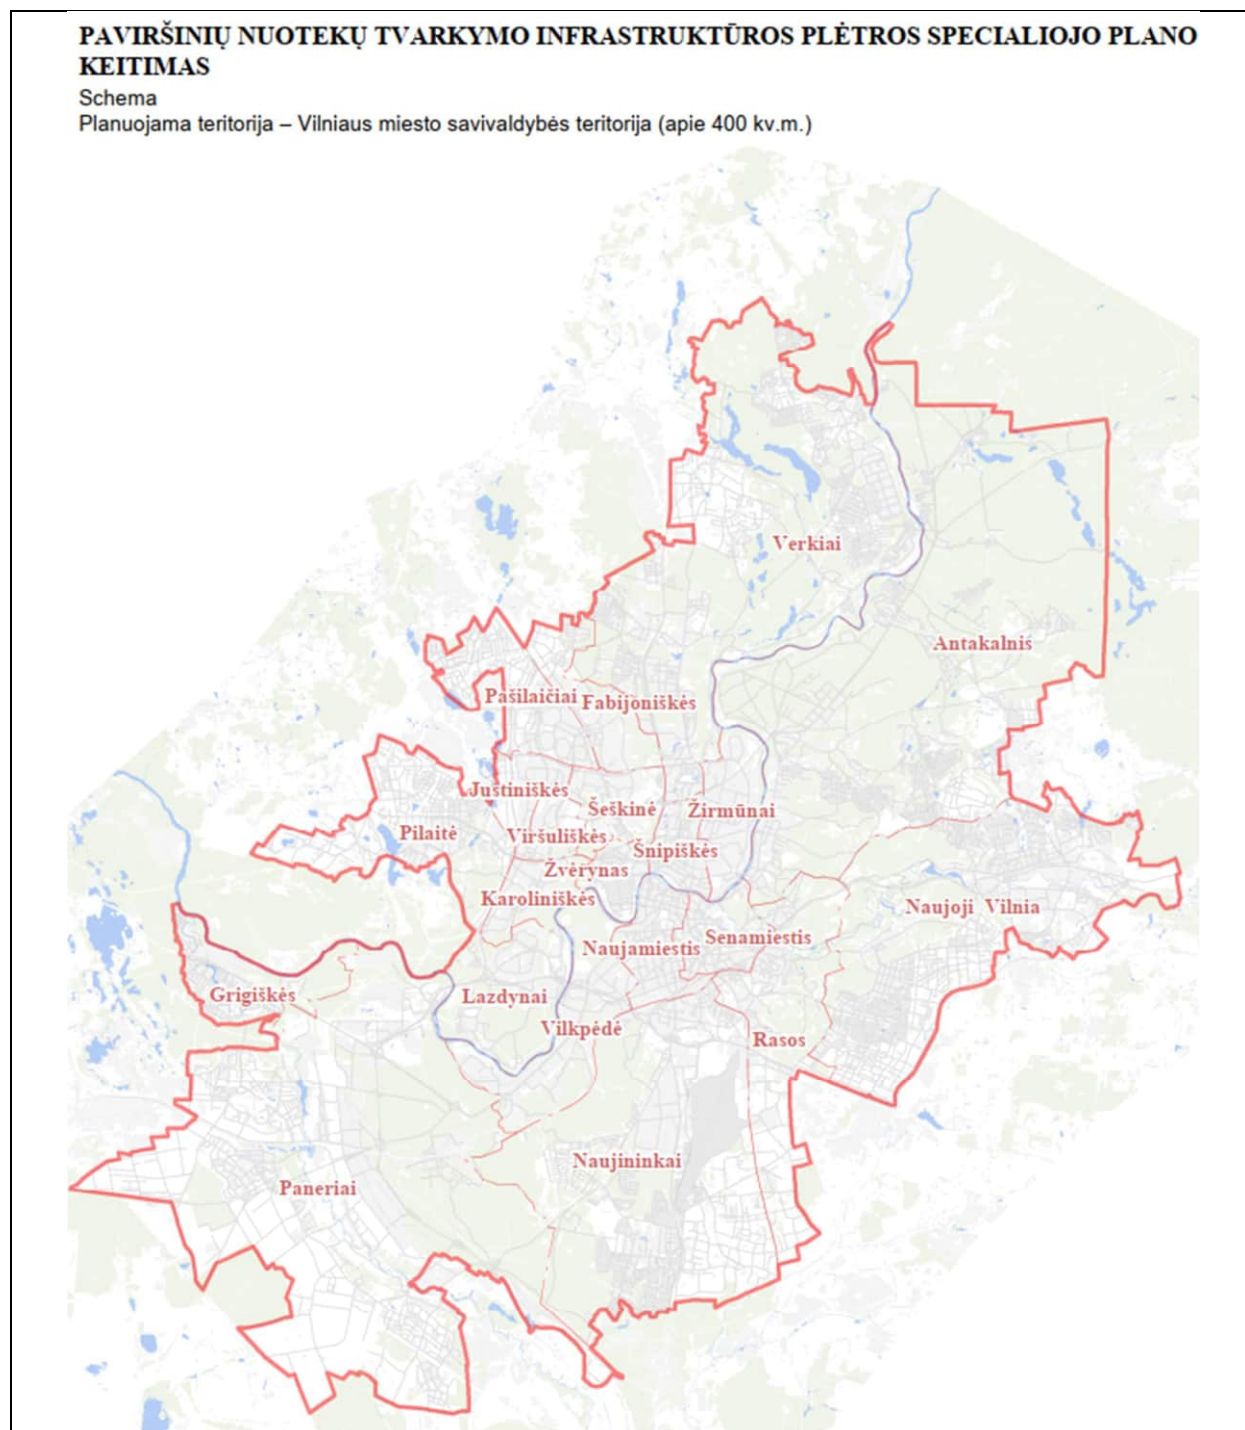 PAVIRŠINIŲ NUOTEKŲ TVARKYMO INFRASTRUKTŪROS PLĖTROS SPECIALIOJO PLANO
KEITIMAS
Schema
Planuojama teritorija – Vilniaus miesto savivaldybės teritorija (apie 400 kv.m.)
Verkiai
Antakalnis
Pašilaičiai
Fabijoniškės
Justiniškės
Šeškinė
Žirmūnai
Pilaitė
Viršuliškės
Šnipiškės
Žvėrynas
Karoliniškės
Naujoji Vilnia
Naujamiestis
Senamiestis
Grigiškės
Lazdynai
Vilkpėdė
Rasos
Naujininkai
Paneriai